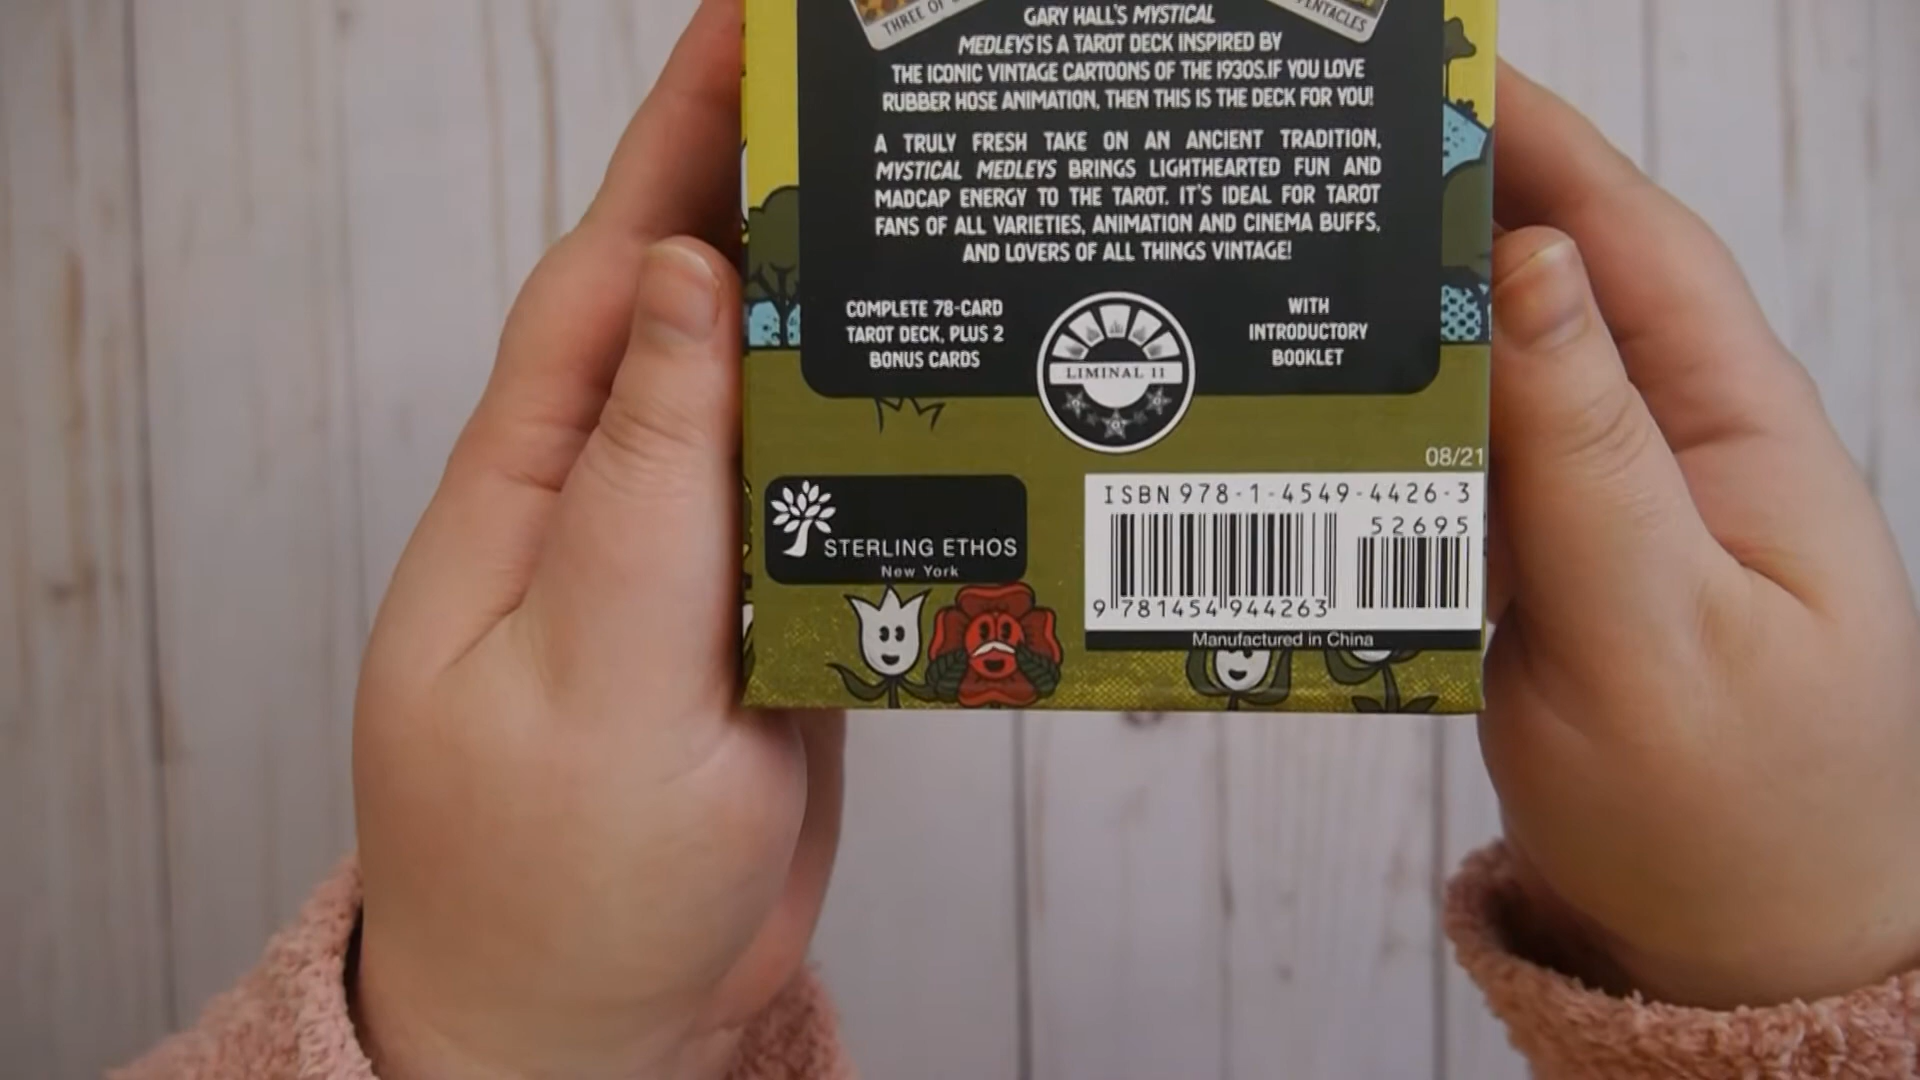 THREE OF
PENTACLES
GARY HALL'S MYSTICAL
MEDLEYS IS A TAROT DECK INSPIRED BY
THE ICONIC VINTAGE CARTOONS OF THE 1930S.IF YOU LOVE
RUBBER HOSE ANIMATION, THEN THIS IS THE DECK FOR YOU!
A TRULY FRESH TAKE ON AN ANCIENT TRADITION,
MYSTICAL MEDLEYS BRINGS LIGHTHEARTED FUN AND
MADCAP ENERGY TO THE TAROT. IT'S IDEAL FOR TAROT
FANS OF ALL VARIETIES, ANIMATION AND CINEMA BUFFS,
AND LOVERS OF ALL THINGS VINTAGE!
COMPLETE 78-CARD
TAROT DECK, PLUS 2
BONUS CARDS
LIMINAL 11
WITH
INTRODUCTORY
BOOKLET
08/21
STERLING ETHOS
New York
ISBN 978-1-4549-4426-3
52695
9 781454 944263
Manufactured in China